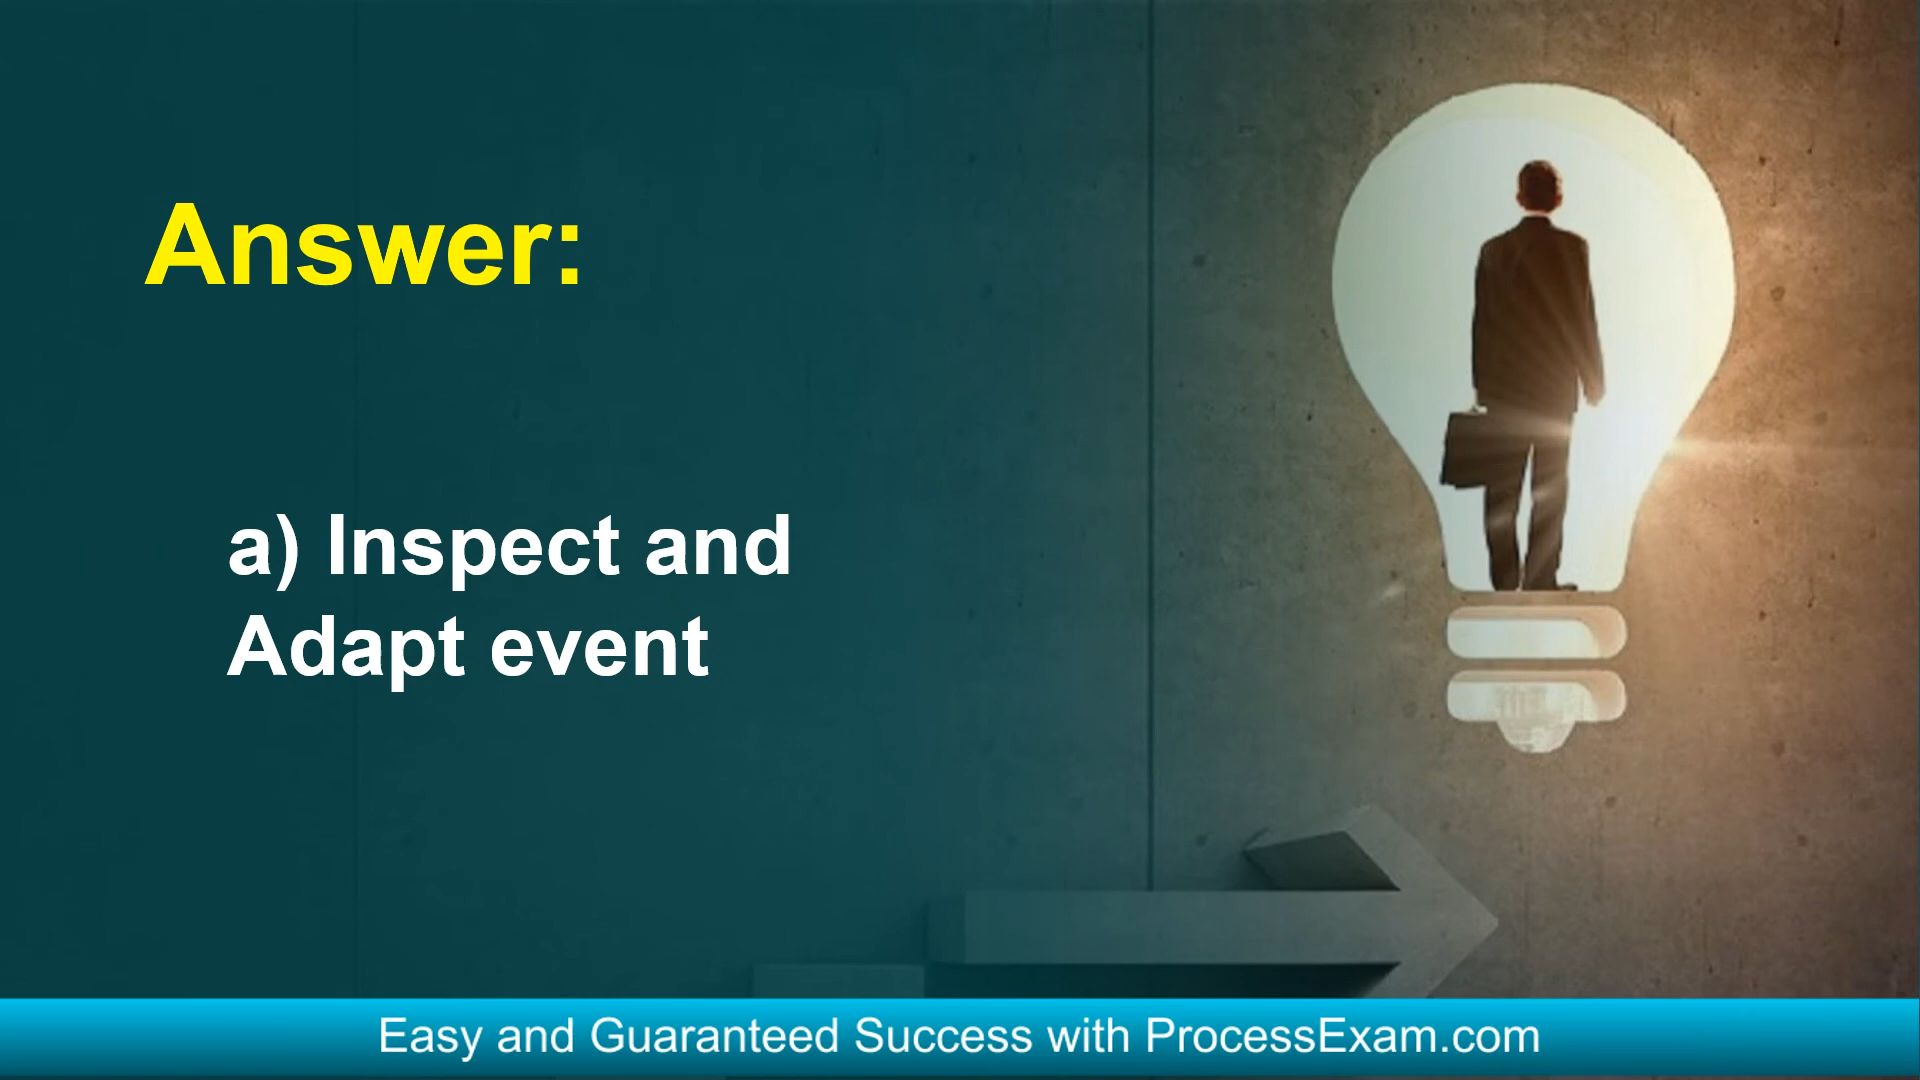 Answer:
a) Inspect and
Adapt event
Easy and Guaranteed Success with ProcessExam.com